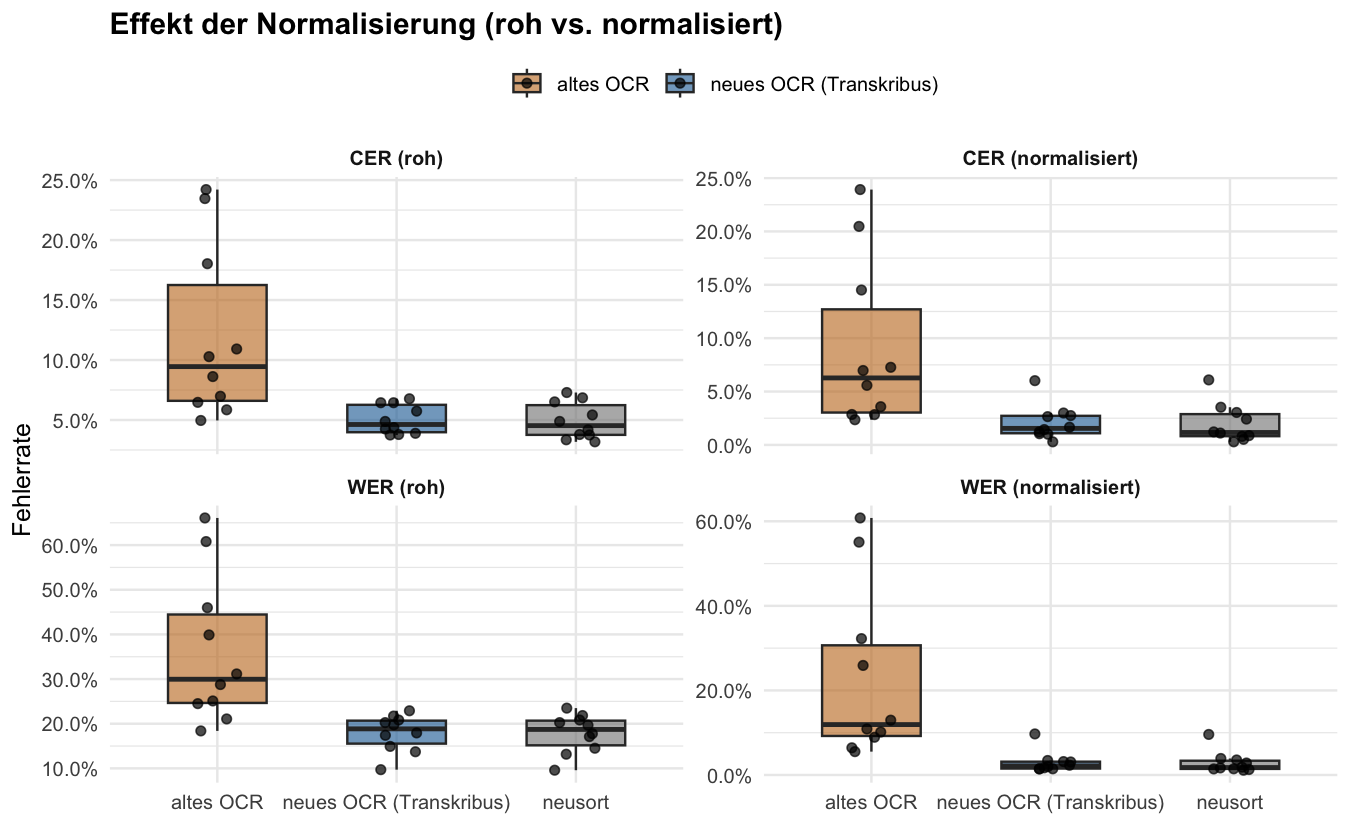 Effekt der Normalisierung (roh vs. normalisiert)
altes OCR neues OCR (Transkribus)
Fehlerrate
CER (roh)
25.0%
20.0%
15.0%
10.0%
5.0%
CER (normalisiert)
25.0%
20.0%
15.0%
10.0%
5.0%
0.0%
WER (roh)
60.0%
50.0%
40.0%
30.0%
20.0%
10.0%
altes OCR neues OCR (Transkribus) neusort
WER (normalisiert)
60.0%
40.0%
20.0%
0.0%
altes OCR neues OCR (Transkribus) neusort